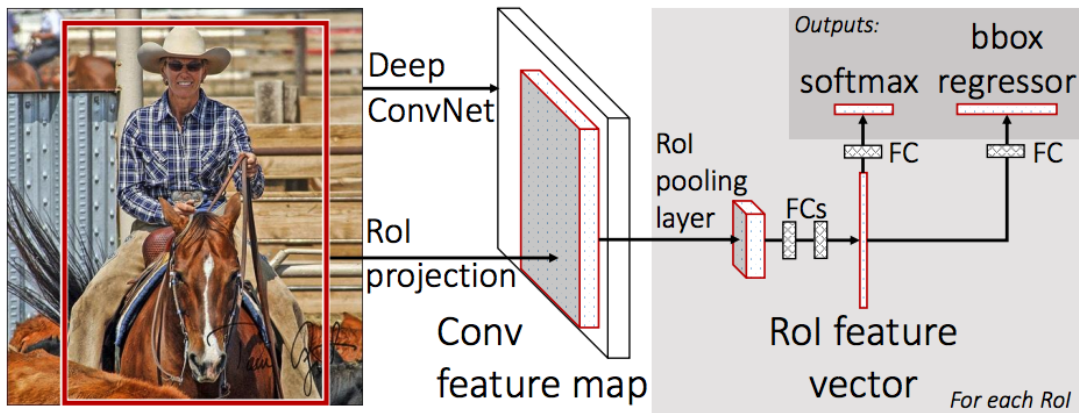 Deep
ConvNet
RoI
projection
Conv
feature map
RoI
pooling
layer
FCs
RoI feature
vector
Outputs:
softmax
bbox
regressor
FC
FC
For each RoI